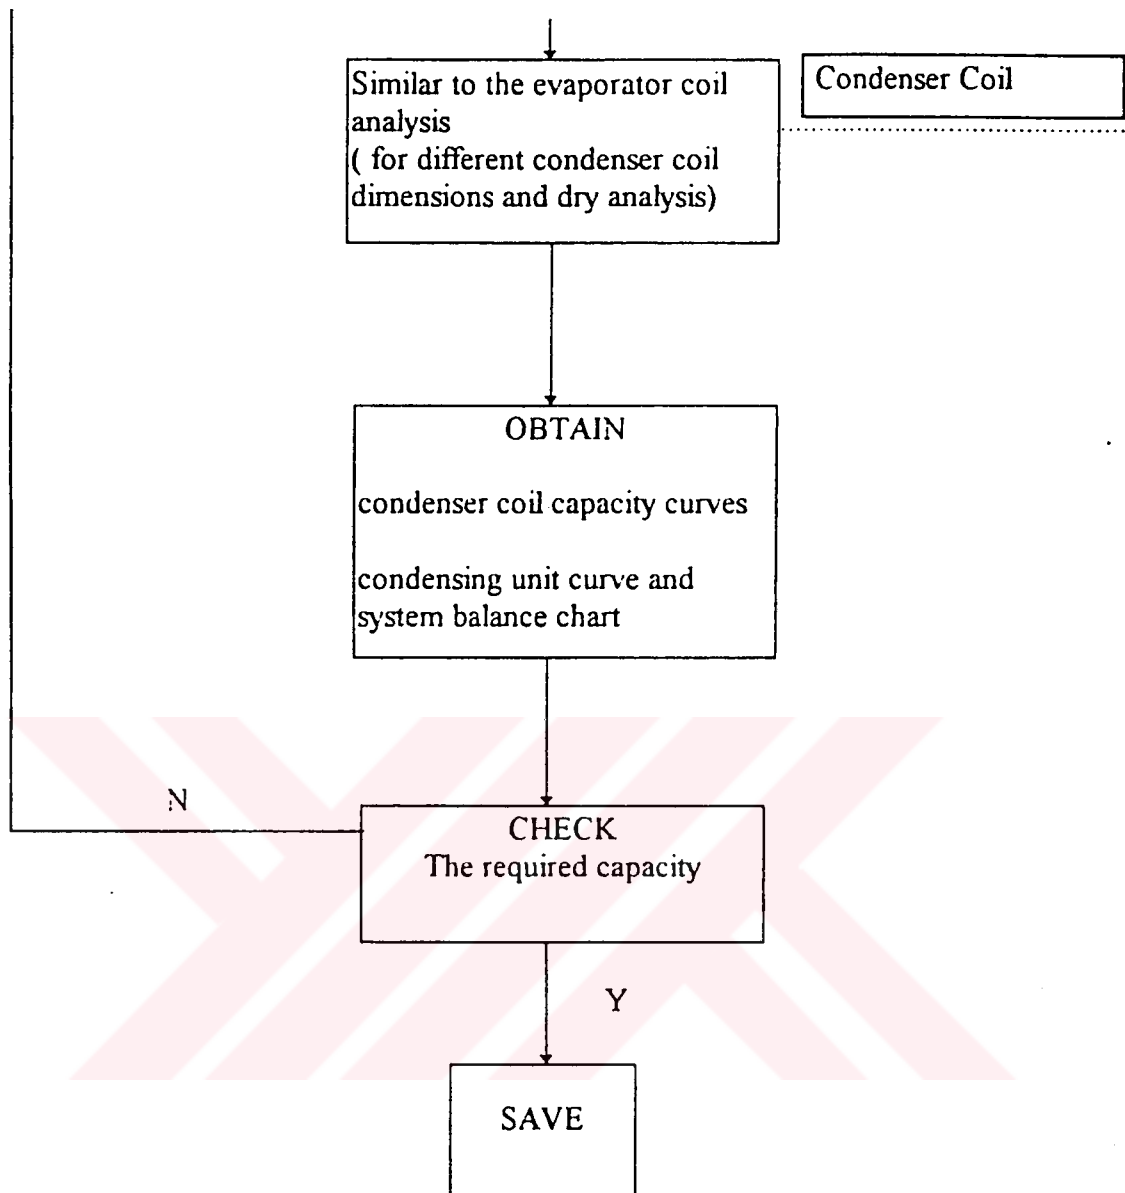 Similar to the evaporator coil
analysis
( for different condenser coil
dimensions and dry analysis)
Condenser Coil
OBTAIN
condenser coil capacity curves
condensing unit curve and
system balance chart
N
CHECK
The required capacity
Y
SAVE